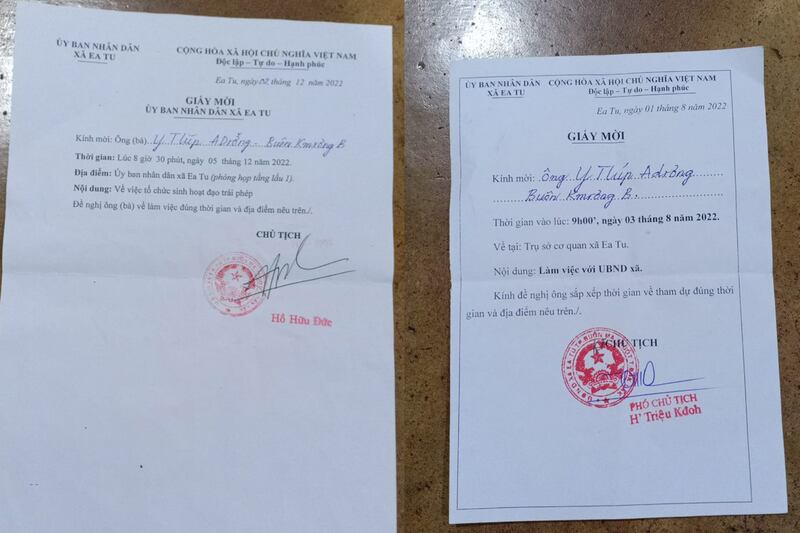 ỦY BAN NHÂN DÂN
XÃ EA TU
CỘNG HÒA XÃ HỘI CHỦ NGHĨA VIỆT NAM
Độc lập – Tự do – Hạnh phúc
Ea Tu, ngày 02 tháng 12 năm 2022
GIẤY MỜI
ỦY BAN NHÂN DÂN XÃ EA TU
Kính mời: Ông (bà) Y Tlúp ADrơ̆ng - Buôn Kmrơ̆ng B
Thời gian: Lúc 8 giờ 30 phút, ngày 05 tháng 12 năm 2022.
Địa điểm: Ủy ban nhân dân xã Ea Tu (phòng họp tầng lầu 1).
Nội dung: Về việc tổ chức sinh hoạt đạo trái phép
Đề nghị ông (bà) về làm việc đúng thời gian và địa điểm nêu trên./.
CHỦ TỊCH
Hồ Hữu Đức
ỦY BAN NHÂN DÂN
XÃ EA TU
CỘNG HÒA XÃ HỘI CHỦ NGHĨA VIỆT NAM
Độc lập – Tự do – Hạnh phúc
Ea Tu, ngày 01 tháng 8 năm 2022
GIẤY MỜI
Kính mời: Ông Y Tlúp Adrơ̆ng
Buôn Kmrơ̆ng B.
Thời gian vào lúc: 9h00’, ngày 03 tháng 8 năm 2022.
Về tại: Trụ sở cơ quan xã Ea Tu.
Nội dung: Làm việc với UBND xã.
Kính đề nghị ông sắp xếp thời gian về tham dự đúng thời
gian và địa điểm nêu trên./.
CHỦ TỊCH
PHÓ CHỦ TỊCH
H' Triệu Kđoh